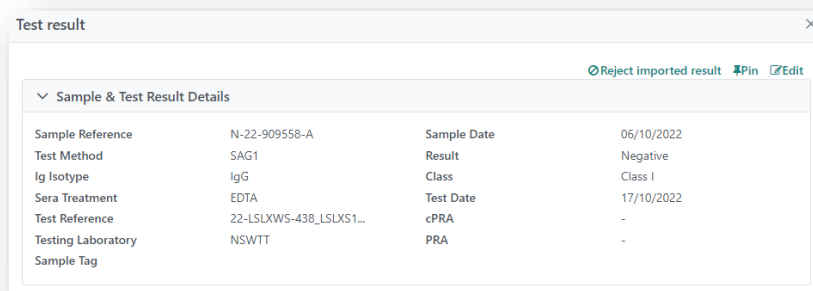 Test result
Reject imported result Pin Edit
Sample & Test Result Details
Sample Reference N-22-909558-A Sample Date 06/10/2022
Test Method SAG1 Result Negative
Ig Isotype IgG Class Class I
Sera Treatment EDTA Test Date 17/10/2022
Test Reference 22-LSLXWS-438_LSLXS1... cPRA -
Testing Laboratory NSWTT PRA -
Sample Tag